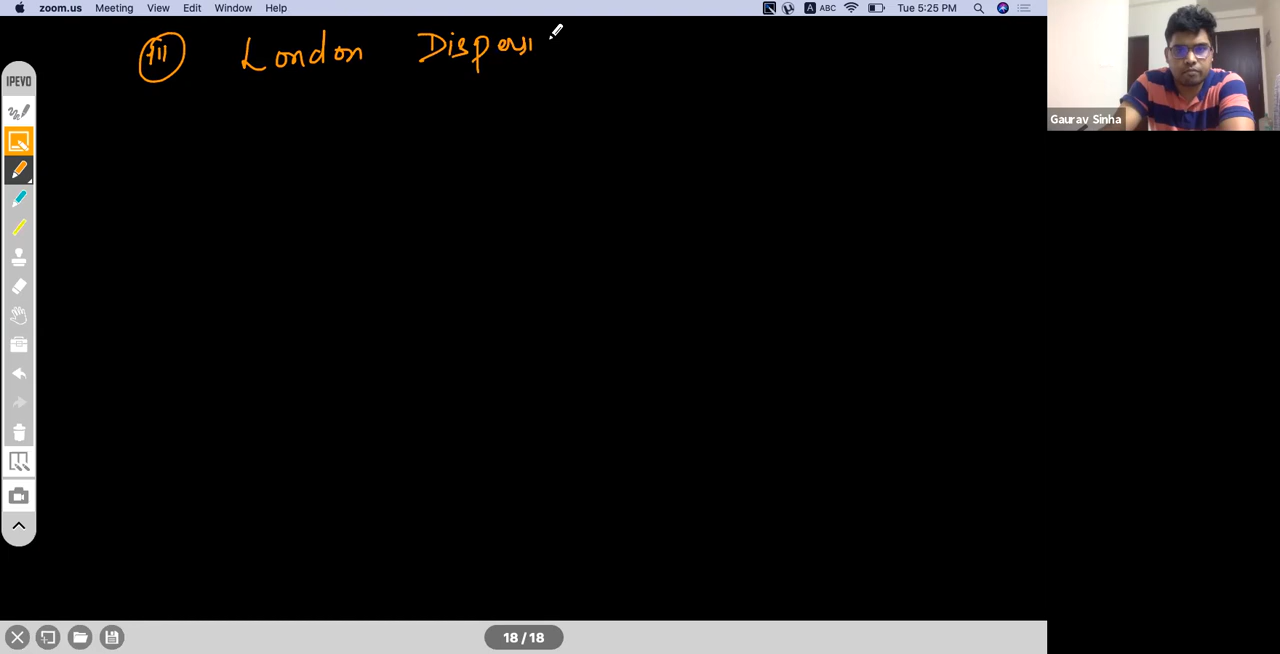 zoom.us Meeting View Edit Window Help A ABC Tue 5:25 PM
(iii) London Dispersi
IPEVO
Gaurav Sinha
18 / 18